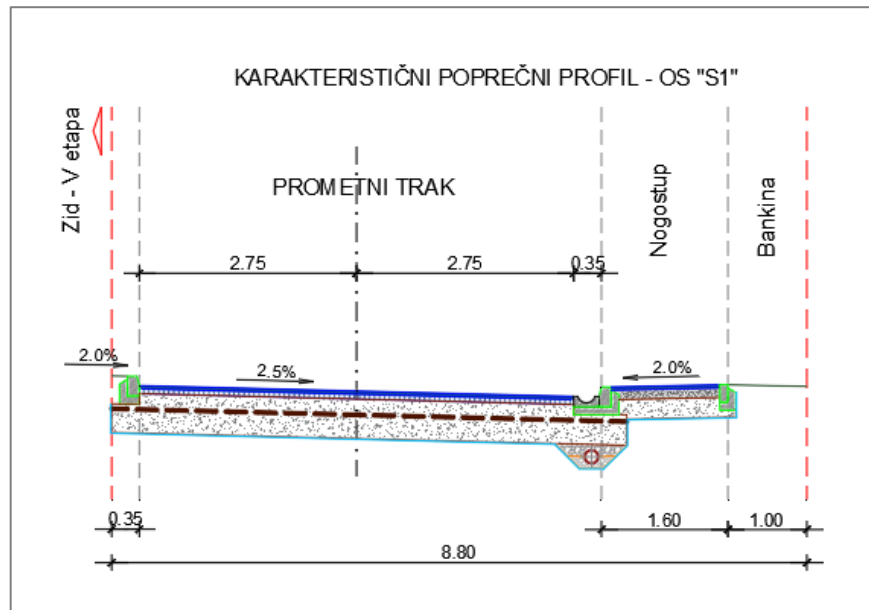 KARAKTERISTIČNI POPREČNI PROFIL - OS "S1"
Zid - V etapa
PROMETNI TRAK
Nogostup
Bankina
2.75
2.75
0.35
2.0%
2.5%
2.0%
0.35
1.60
1.00
8.80